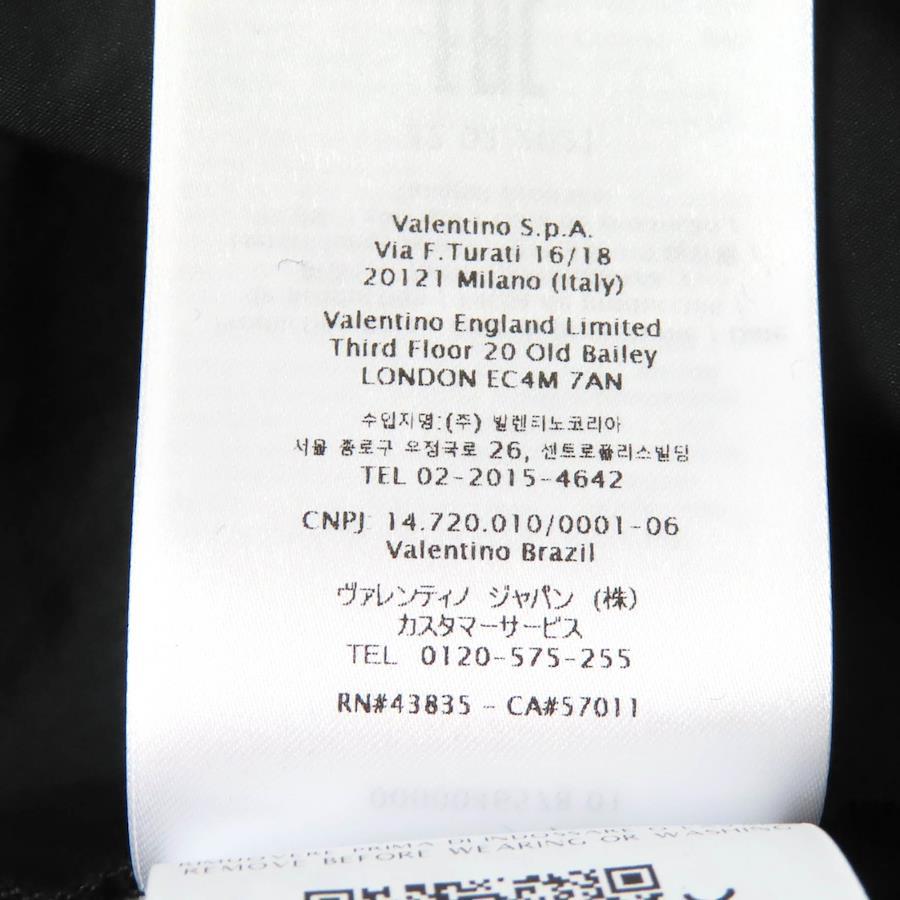 Valentino S.p.A.
Via F.Turati 16/18
20121 Milano (Italy)
Valentino England Limited
Third Floor 20 Old Bailey
LONDON EC4M 7AN
수입자명:(주) 발렌티노코리아
서울 종로구 우정국로 26, 센트로폴리스빌딩
TEL 02-2015-4642
CNPJ: 14.720.010/0001-06
Valentino Brazil
ヴァレンティノ ジャパン (株)
カスタマーサービス
TEL 0120-575-255
RN#43835 - CA#57011
RIMUOVERE PRIMA DI INDOSSARE
REMOVE BEFORE WEARING OR WASHING